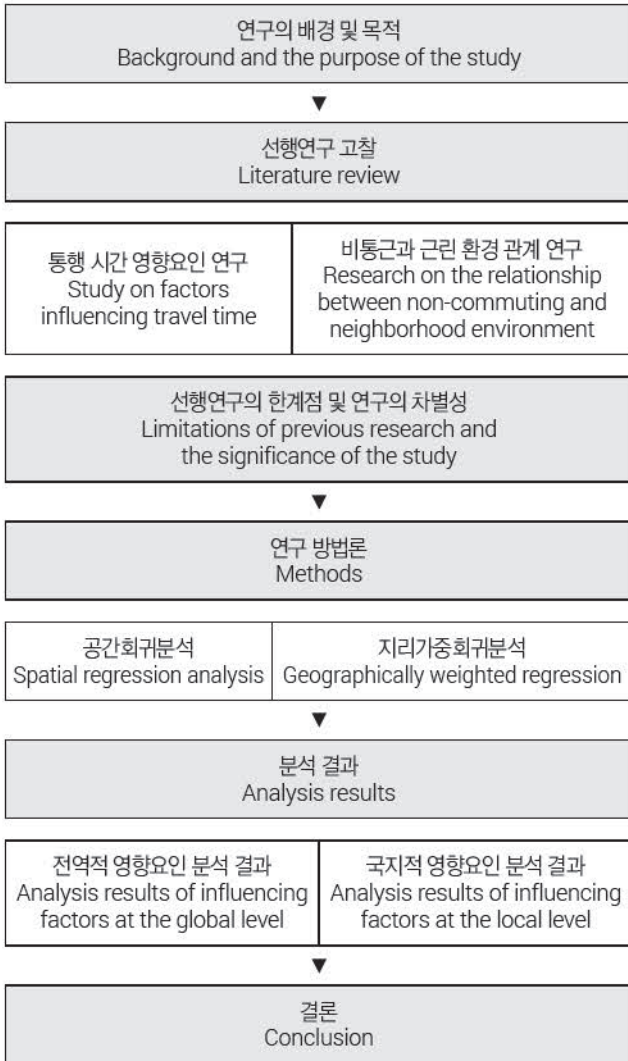 연구의 배경 및 목적
Background and the purpose of the study
▼
선행연구 고찰
Literature review
통행 시간 영향요인 연구
Study on factors
influencing travel time
비통근과 근린 환경 관계 연구
Research on the relationship
between non-commuting and
neighborhood environment
선행연구의 한계점 및 연구의 차별성
Limitations of previous research and
the significance of the study
▼
연구 방법론
Methods
공간회귀분석
Spatial regression analysis
지리가중회귀분석
Geographically weighted regression
▼
분석 결과
Analysis results
전역적 영향요인 분석 결과
Analysis results of influencing
factors at the global level
국지적 영향요인 분석 결과
Analysis results of influencing
factors at the local level
▼
결론
Conclusion